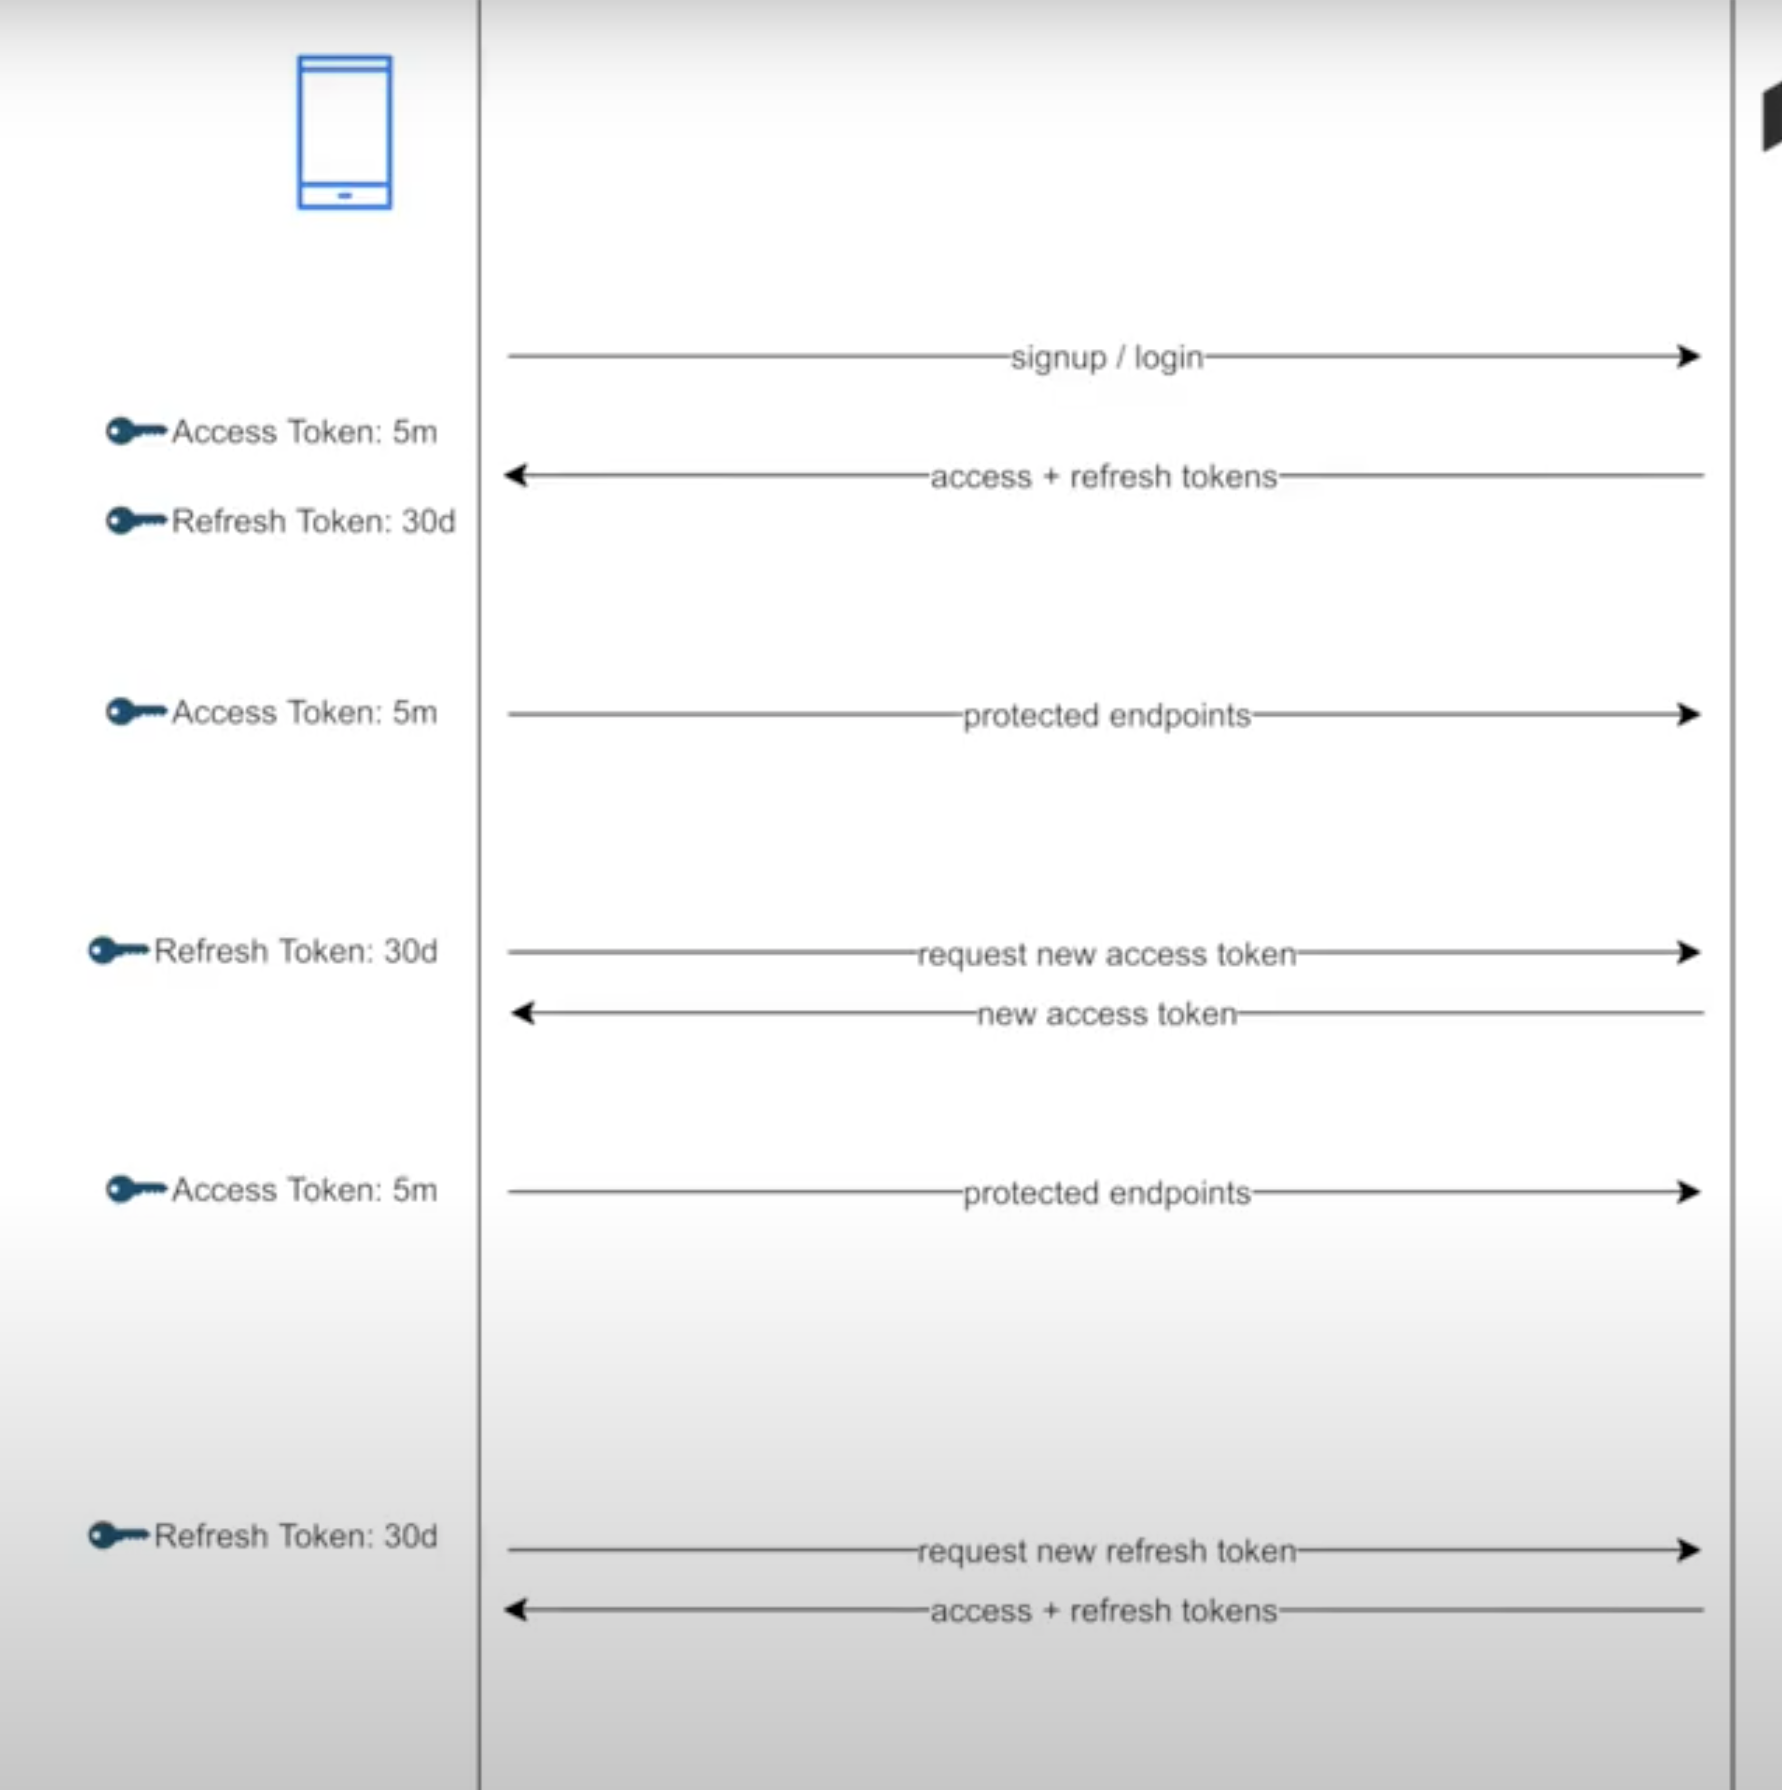 signup / login
Access Token: 5m
access + refresh tokens
Refresh Token: 30d
Access Token: 5m
protected endpoints
Refresh Token: 30d
request new access token
new access token
Access Token: 5m
protected endpoints
Refresh Token: 30d
request new refresh token
access + refresh tokens